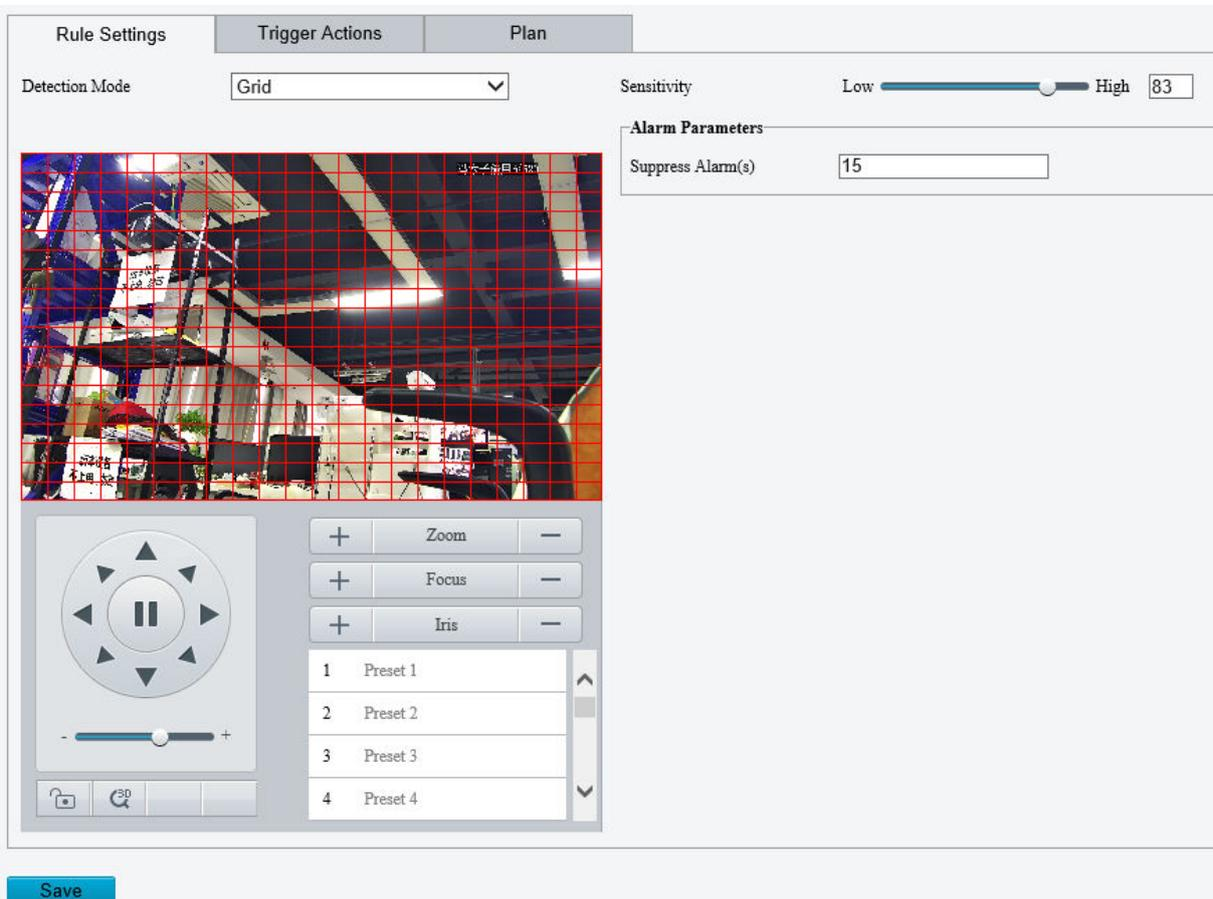 Rule Settings
Trigger Actions
Plan
Detection Mode
Grid
Sensitivity
Low
High
83
Alarm Parameters
Suppress Alarm(s)
15
- +
3D
+ Zoom −
+ Focus −
+ Iris −
1 Preset 1
2 Preset 2
3 Preset 3
4 Preset 4
Save